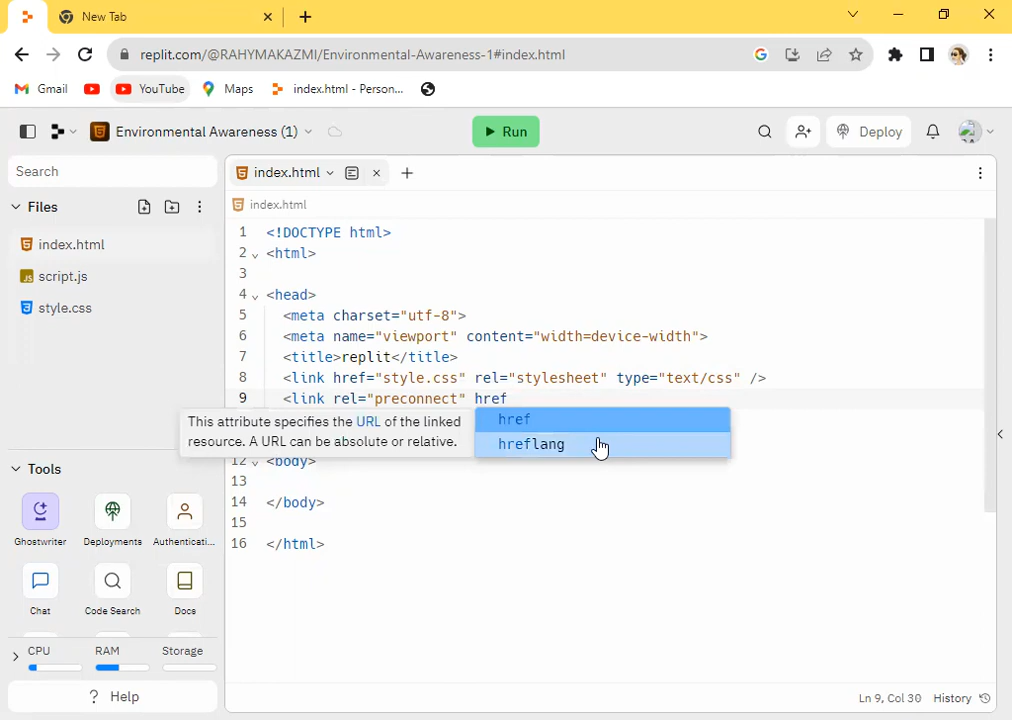 New Tab
replit.com/@RAHYMAKAZMI/Environmental-Awareness-1#index.html
Gmail
YouTube
Maps
index.html - Person...
Environmental Awareness (1)
Run
Deploy
Search
Files
index.html
script.js
style.css
index.html
index.html
1 <!DOCTYPE html>
2 <html>
3
4 <head>
5 <meta charset="utf-8">
6 <meta name="viewport" content="width=device-width">
7 <title>replit</title>
8 <link href="style.css" rel="stylesheet" type="text/css" />
9 <link rel="preconnect" href
This attribute specifies the URL of the linked
resource. A URL can be absolute or relative.
href
hreflang
12 <body>
13
14 </body>
15
16 </html>
Tools
Ghostwriter
Deployments
Authenticati...
Chat
Code Search
Docs
CPU
RAM
Storage
? Help
Ln 9, Col 30
History